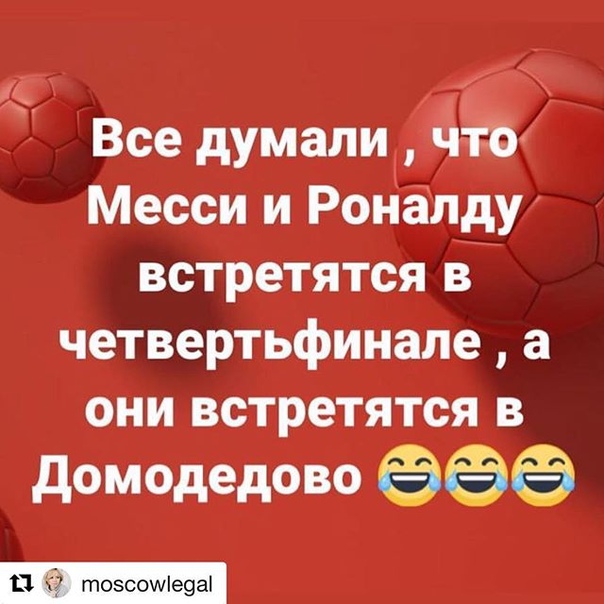 Все думали , что
Месси и Роналду
встретятся в
четвертьфинале , а
они встретятся в
Домодедово 😂😂😂
moscowlegal